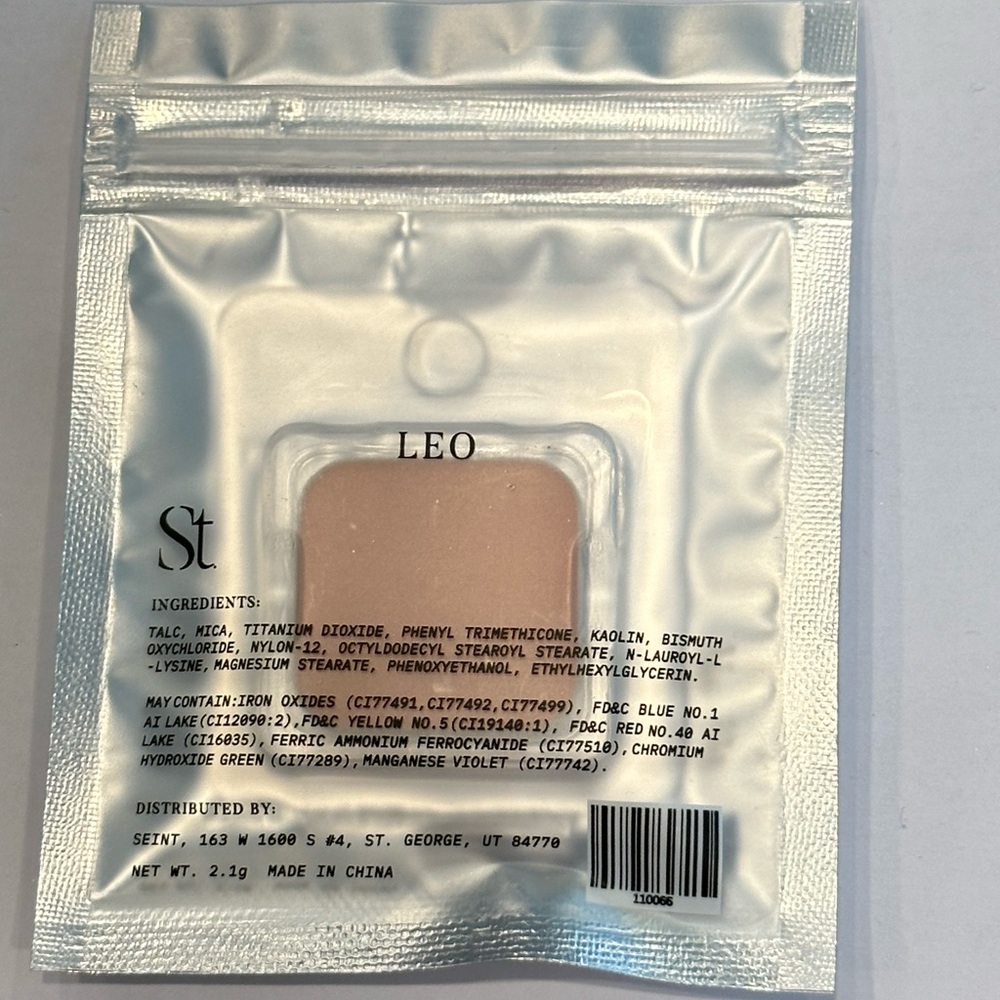 LEO
St.
INGREDIENTS:
TALC, MICA, TITANIUM DIOXIDE, PHENYL TRIMETHICONE, KAOLIN, BISMUTH
OXYCHLORIDE, NYLON-12, OCTYLDODECYL STEAROYL STEARATE, N-LAUROYL-L
-LYSINE, MAGNESIUM STEARATE, PHENOXYETHANOL, ETHYLHEXYLGLYCERIN.
MAY CONTAIN:IRON OXIDES (CI77491,CI77492,CI77499), FD&C BLUE NO.1
AI LAKE(CI12090:2),FD&C YELLOW NO.5(CI19140:1), FD&C RED NO.40 AI
LAKE (CI16035), FERRIC AMMONIUM FERROCYANIDE (CI77510), CHROMIUM
HYDROXIDE GREEN (CI77289), MANGANESE VIOLET (CI77742).
DISTRIBUTED BY:
SEINT, 163 W 1600 S #4, ST. GEORGE, UT 84770
NET WT. 2.1g MADE IN CHINA
110066